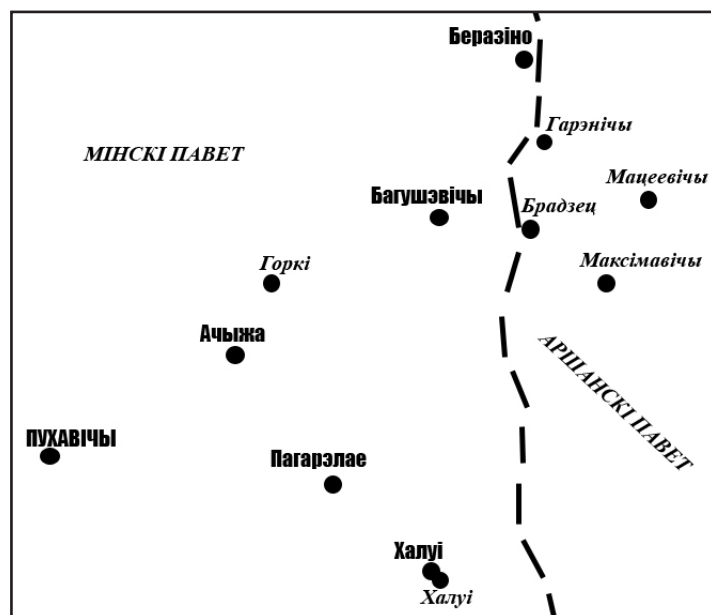 Беразіно
Гарэнічы
МІНСКІ ПАВЕТ
Мацеевічы
Багушэвічы
Брадзец
Горкі
Максімавічы
Ачыжа
АРШАНСКІ ПАВЕТ
ПУХАВІЧЫ
Пагарэлае
Халуі
Халуі